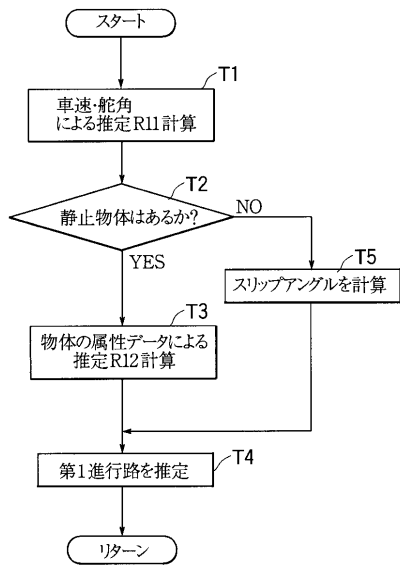 スタート
T1
車速・舵角
による推定R11計算
T2
静止物体はあるか?
NO
YES
T5
スリップアングルを計算
T3
物体の属性データによる
推定R12計算
第1進行路を推定
T4
リターン